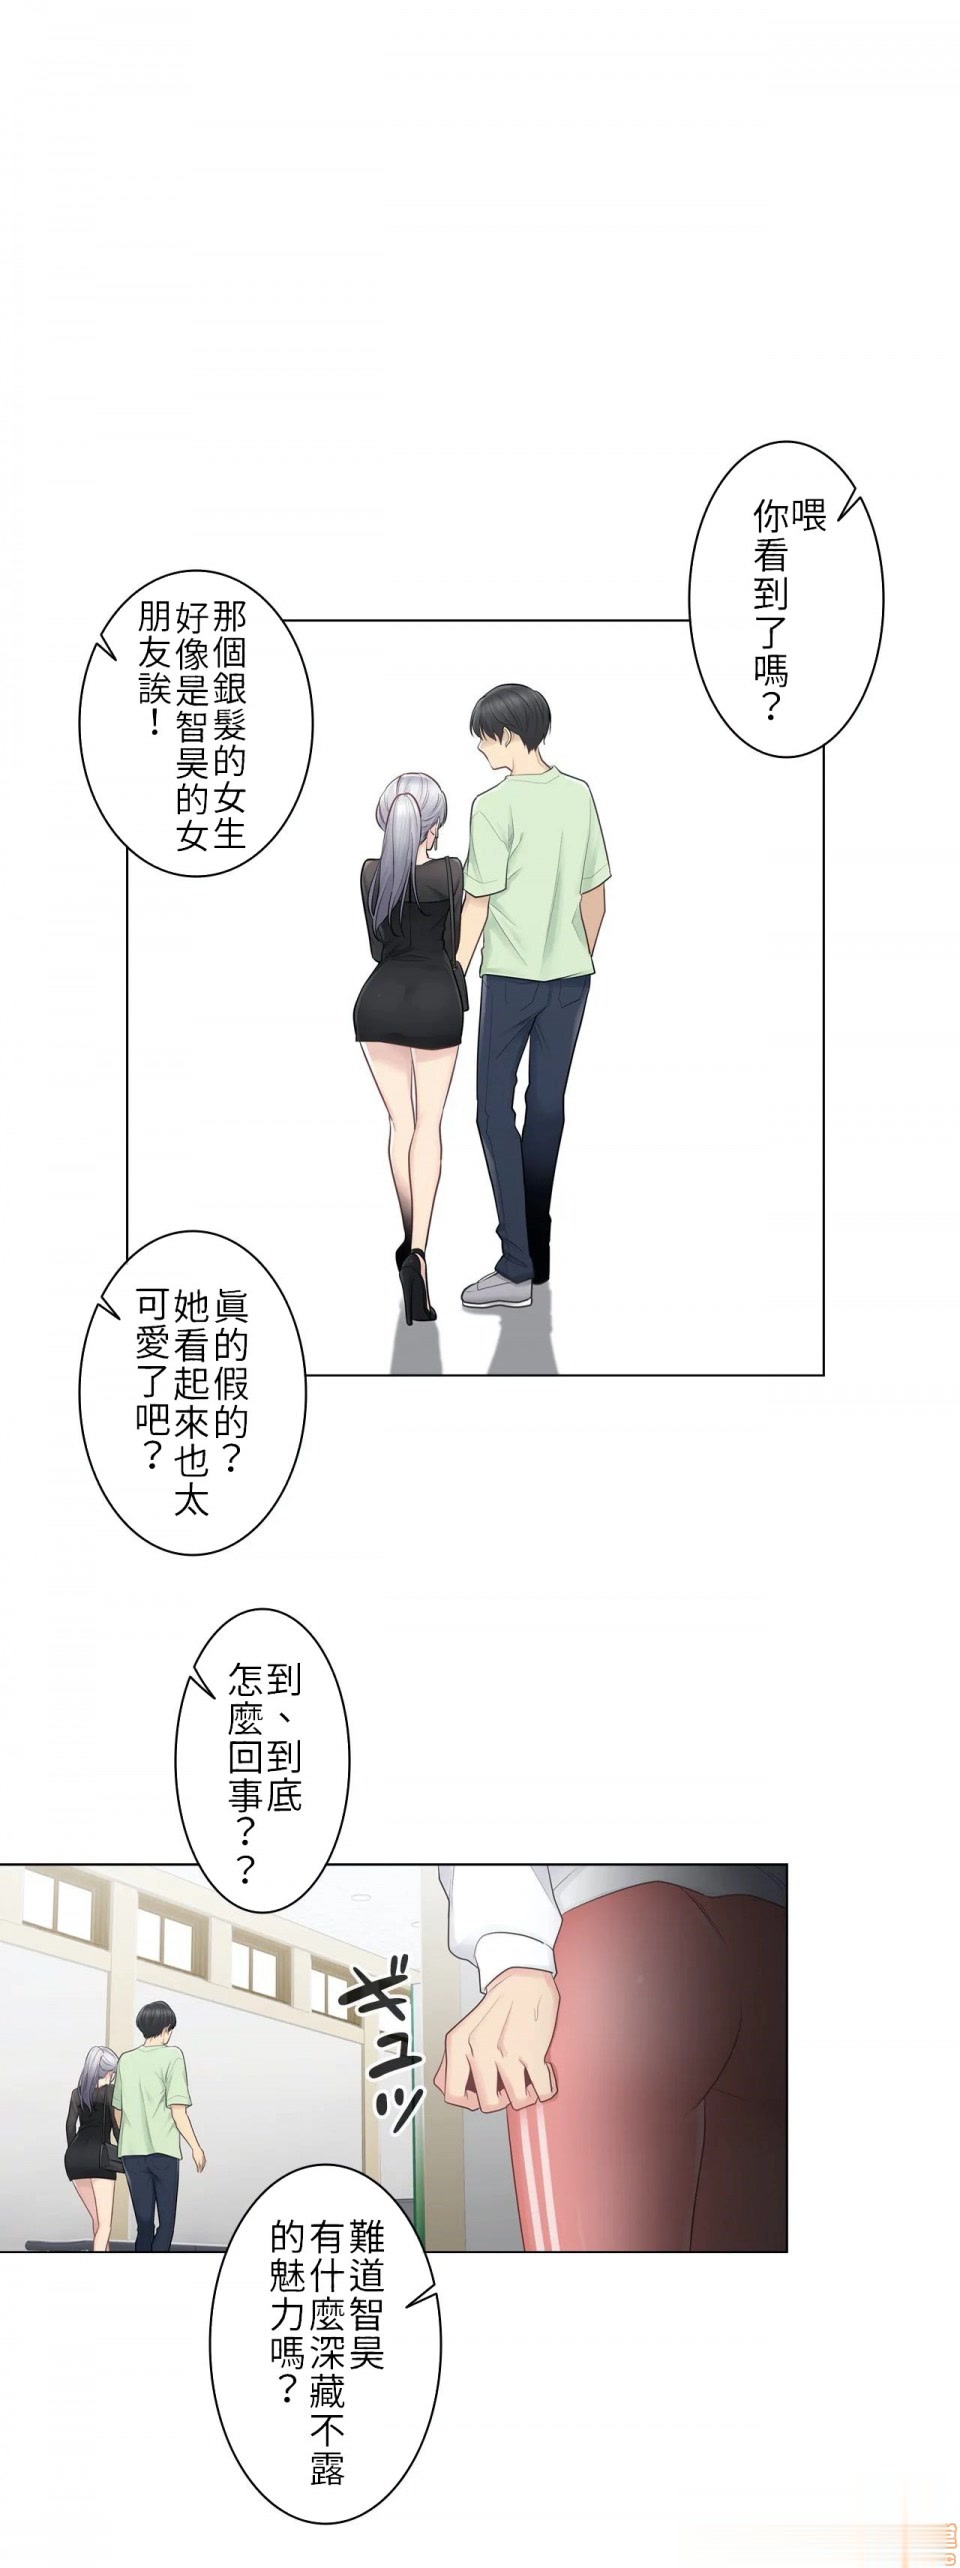 喂
你看到了嗎？
那個銀髮的女生
好像是智昊的女
朋友誒！
眞的假的？
她看起來也太
可愛了吧？
到、到底
怎麼回事？？
ギュッ
難道智昊
有什麼深藏不露
的魅力嗎？